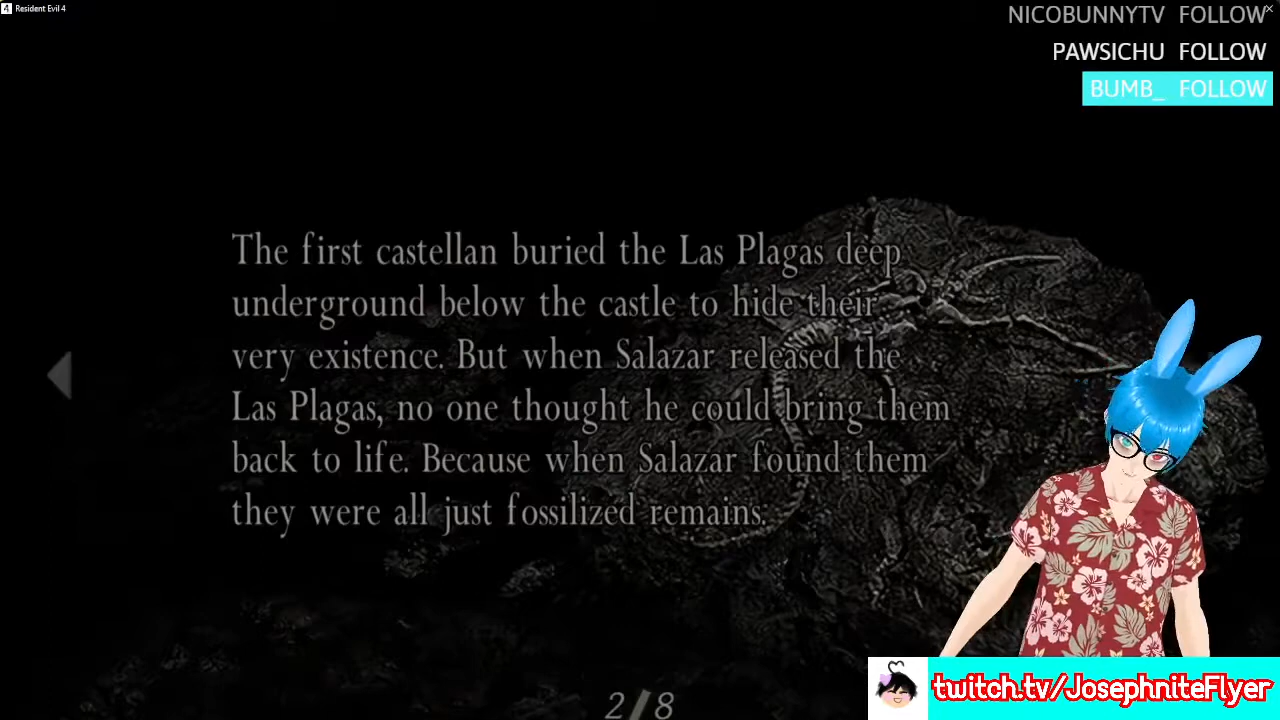 Resident Evil 4
NICOBUNNYTV FOLLOW
PAWSICHU FOLLOW
BUMB_ FOLLOW
The first castellan buried the Las Plagas deep
underground below the castle to hide their
very existence. But when Salazar released the
Las Plagas, no one thought he could bring them
back to life. Because when Salazar found them
they were all just fossilized remains.
2/8
twitch.tv/JosephniteFlyer